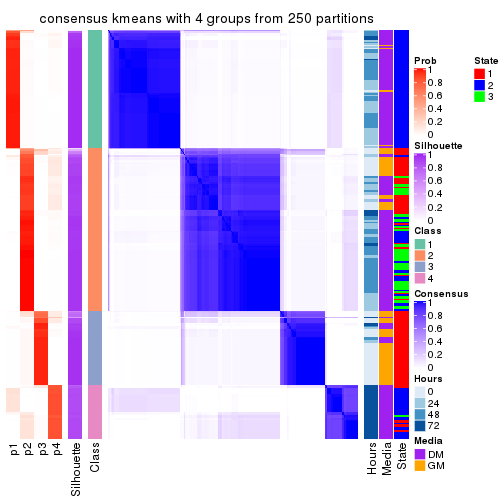 consensus kmeans with 4 groups from 250 partitions
Prob
1
0.8
0.6
0.4
0.2
0
State
1
2
3
Silhouette
1
0.8
0.6
0.4
0.2
0
Class
1
2
3
4
Consensus
1
0.8
0.6
0.4
0.2
0
Hours
0
24
48
72
Media
DM
GM
p1
p2
p3
p4
Silhouette
Class
Hours
Media
State